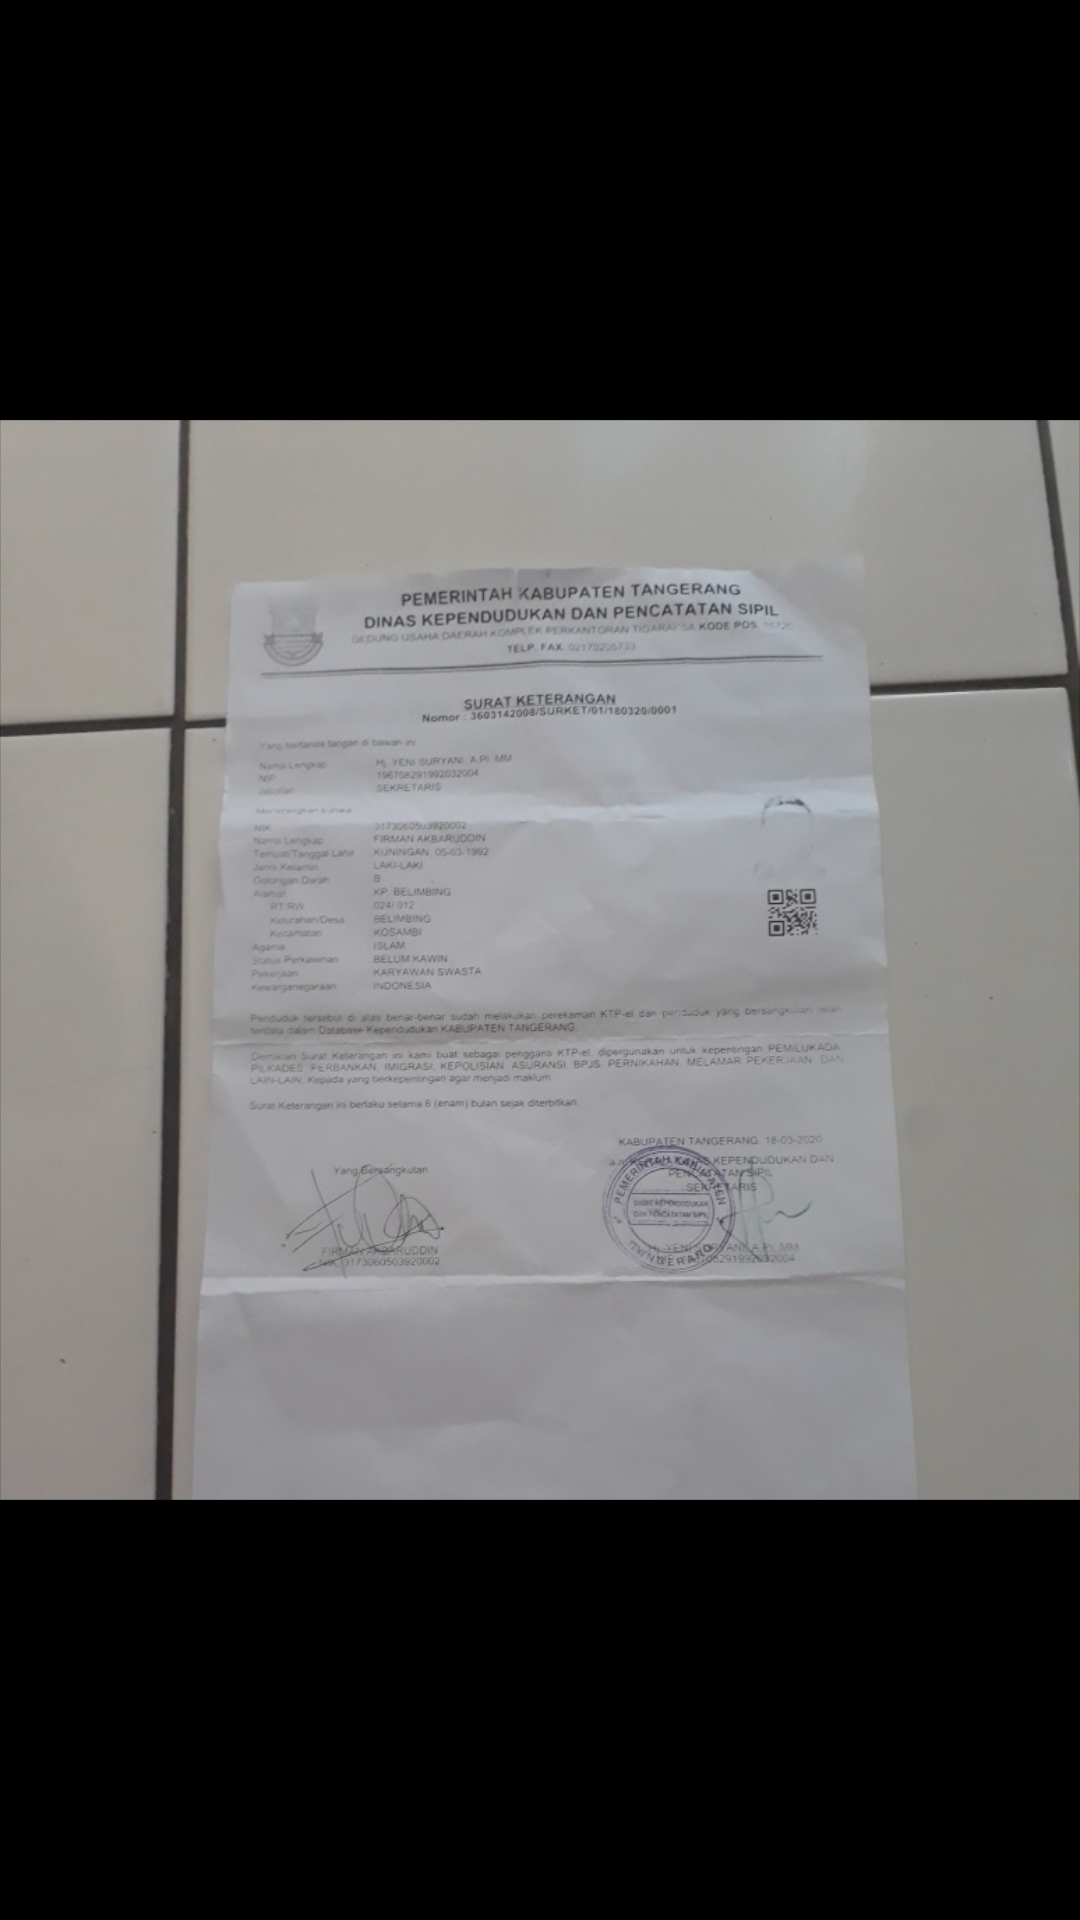 PEMERINTAH KABUPATEN TANGERANG
DINAS KEPENDUDUKAN DAN PENCATATAN SIPIL
GEDUNG USAHA DAERAH KOMPLEK PERKANTORAN TIGARAKSA KODE POS. 15720
TELP. FAX. 02170205733
SURAT KETERANGAN
Nomor : 3603142008/SURKET/01/180320/0001
Yang bertanda tangan di bawah ini
Nama Lengkap Hj. YENI SURYANI, A.PI, MM
NIP 196708291992032004
Jabatan SEKRETARIS
Menerangkan bahwa
NIK 3173060503920002
Nama Lengkap FIRMAN AKBARUDDIN
Tempat/Tanggal Lahir KUNINGAN, 05-03-1992
Jenis Kelamin LAKI-LAKI
Golongan Darah B
Alamat KP. BELIMBING
RT/RW 024/ 012
Kelurahan/Desa BELIMBING
Kecamatan KOSAMBI
Agama ISLAM
Status Perkawinan BELUM KAWIN
Pekerjaan KARYAWAN SWASTA
Kewarganegaraan INDONESIA
Penduduk tersebut di atas benar-benar sudah melakukan perekaman KTP-el dan penduduk yang bersangkutan telah
terdata dalam Database Kependudukan KABUPATEN TANGERANG.
Demikian Surat Keterangan ini kami buat sebagai pengganti KTP-el, dipergunakan untuk kepentingan PEMILUKADA,
PILKADES, PERBANKAN, IMIGRASI, KEPOLISIAN, ASURANSI, BPJS, PERNIKAHAN, MELAMAR PEKERJAAN, DAN
LAIN-LAIN, Kepada yang berkepentingan agar menjadi maklum.
Surat Keterangan ini berlaku selama 6 (enam) bulan sejak diterbitkan.
KABUPATEN TANGERANG, 18-03-2020
a.n. KEPENDUDUKAN DAN
PENCATATAN SIPIL
SEKRETARIS
Yang Bersangkutan
PEMERINTAH KABUPATEN
DINAS KEPENDUDUKAN
DAN PENCATATAN SIPIL
TANGERANG
FIRMAN AKBARUDDIN
NIK.3173060503920002
Hj. YENI SURYANI, A.PI, MM
196708291992032004